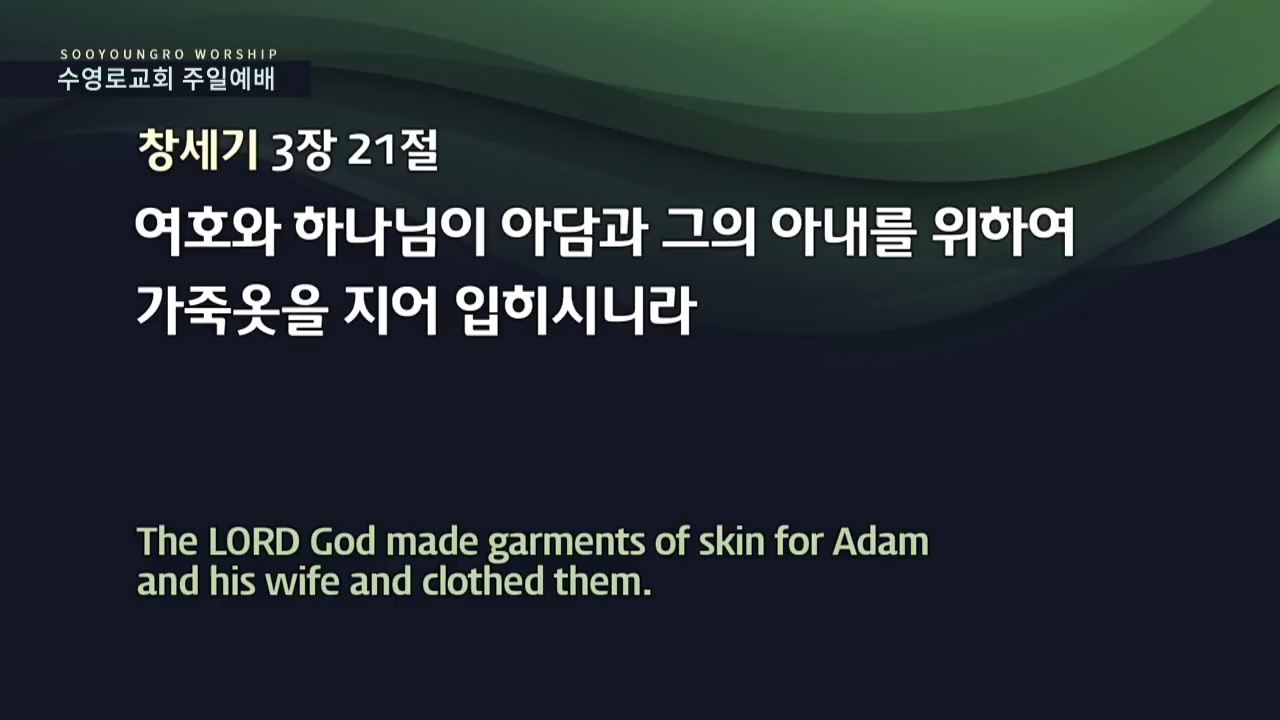 SOOYOUNGRO WORSHIP
수영로교회 주일예배
창세기 3장 21절
여호와 하나님이 아담과 그의 아내를 위하여
가죽옷을 지어 입히시니라
The LORD God made garments of skin for Adam
and his wife and clothed them.